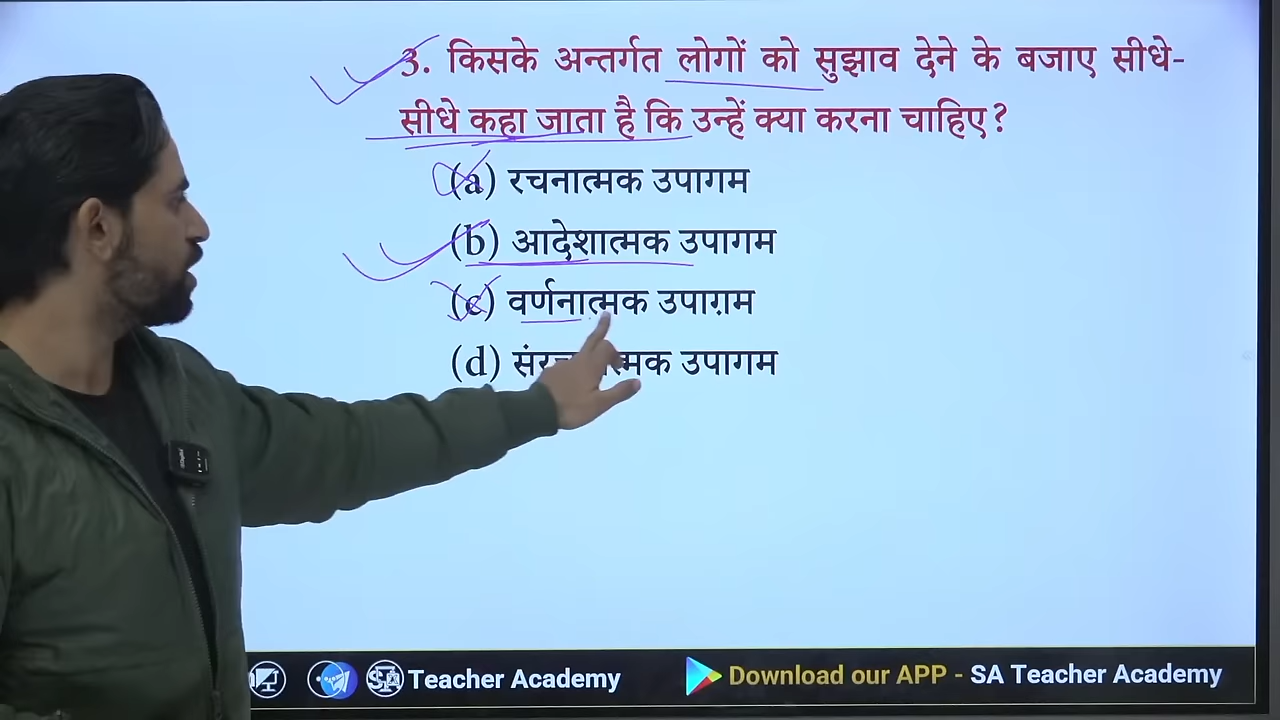 3. किसके अन्तर्गत लोगों को सुझाव देने के बजाए सीधे-
सीधे कहा जाता है कि उन्हें क्या करना चाहिए?
(a) रचनात्मक उपागम
(b) आदेशात्मक उपागम
(c) वर्णनात्मक उपागम
(d) उपागम
Teacher Academy
Download our APP - SA Teacher Academy